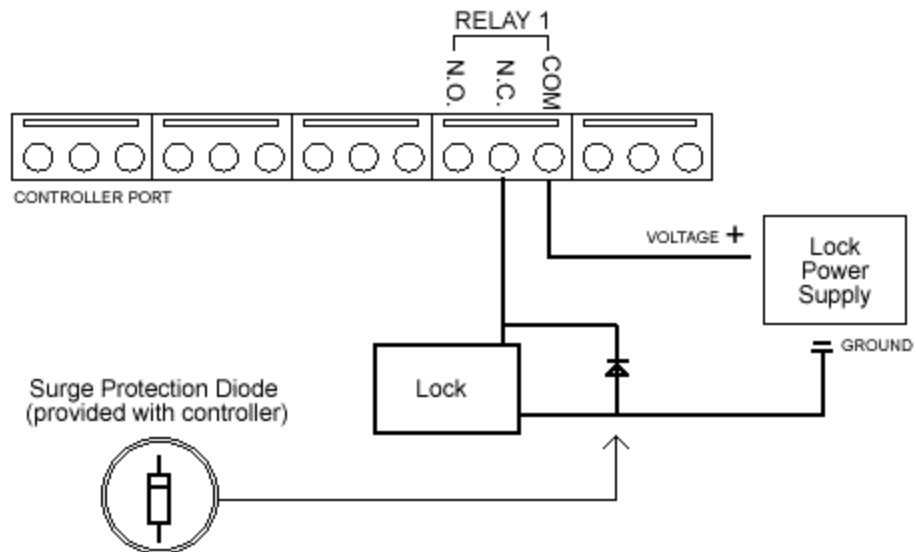 RELAY 1
N.O.
N.C.
COM
CONTROLLER PORT
VOLTAGE +
Lock
Power
Supply
GROUND
Lock
Surge Protection Diode
(provided with controller)